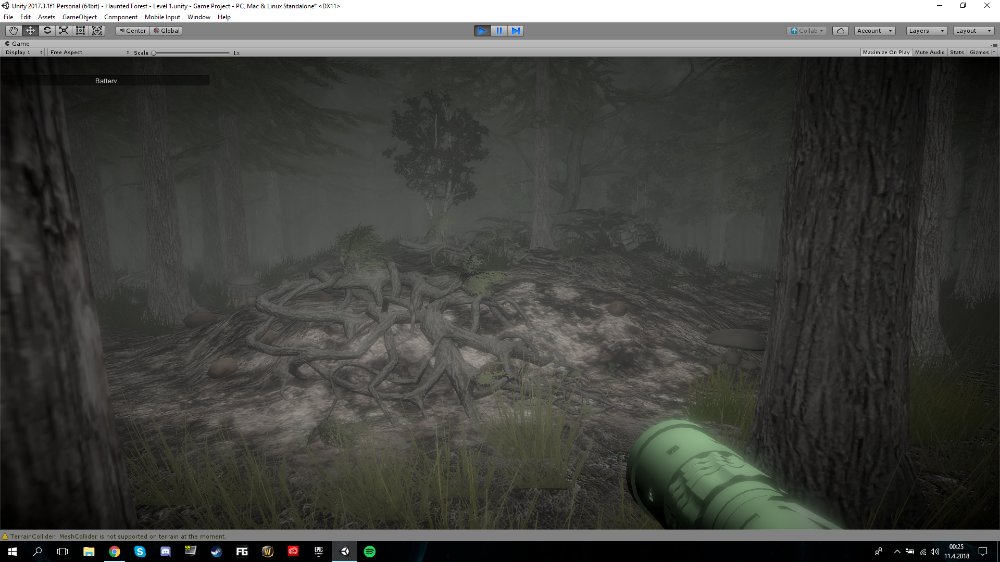 Unity 2017.3.1f1 Personal (64bit) - Haunted Forest - Level 1.unity - Game Project - PC, Mac & Linux Standalone* <DX11>
File Edit Assets GameObject Component Mobile Input Window Help
Center Global Collab Account Layers Layout
Game
Display 1 Free Aspect Scale 1x Maximize On Play Mute Audio Stats Gizmos
Battery
TerrainCollider: MeshCollider is not supported on terrain at the moment.
99
FG
EPIC
GAMES
00:25
11.4.2018